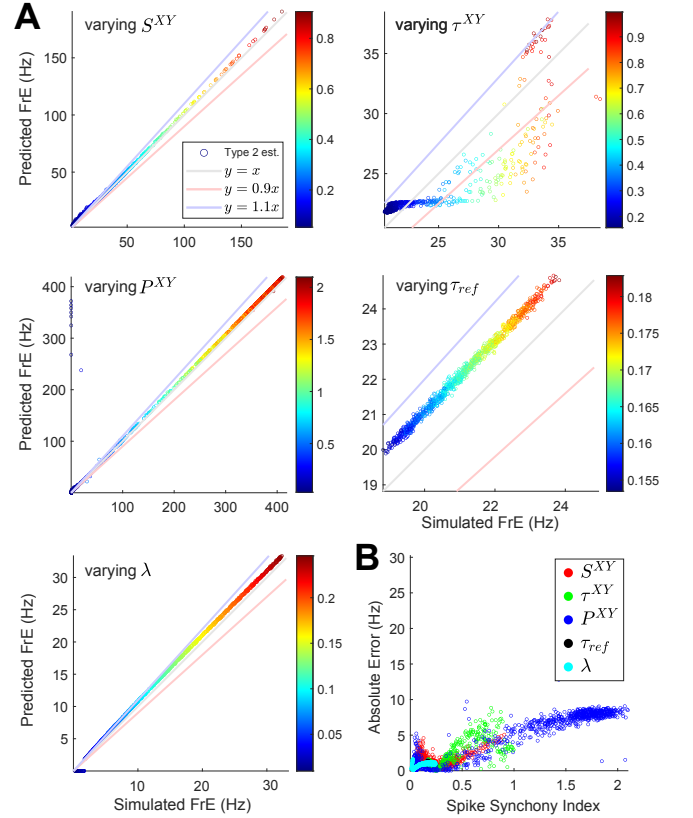 A
varying S^{XY}
Predicted FrE (Hz)
150
100
50
50 100 150
0.8
0.6
0.4
0.2
Type 2 est.
y = x
y = 0.9x
y = 1.1x
varying τ^{XY}
35
30
25
25 30 35
0.9
0.8
0.7
0.6
0.5
0.4
0.3
0.2
varying P^{XY}
Predicted FrE (Hz)
400
300
200
100
100 200 300 400
2
1.5
1
0.5
varying τ_{ref}
24
23
22
21
20
19
20 22 24
Simulated FrE (Hz)
0.18
0.175
0.17
0.165
0.16
0.155
varying λ
Predicted FrE (Hz)
30
25
20
15
10
5
10 20 30
Simulated FrE (Hz)
0.2
0.15
0.1
0.05
B
Absolute Error (Hz)
30
25
20
15
10
5
0
0 0.5 1 1.5 2
Spike Synchony Index
S^{XY}
τ^{XY}
P^{XY}
τ_{ref}
λ